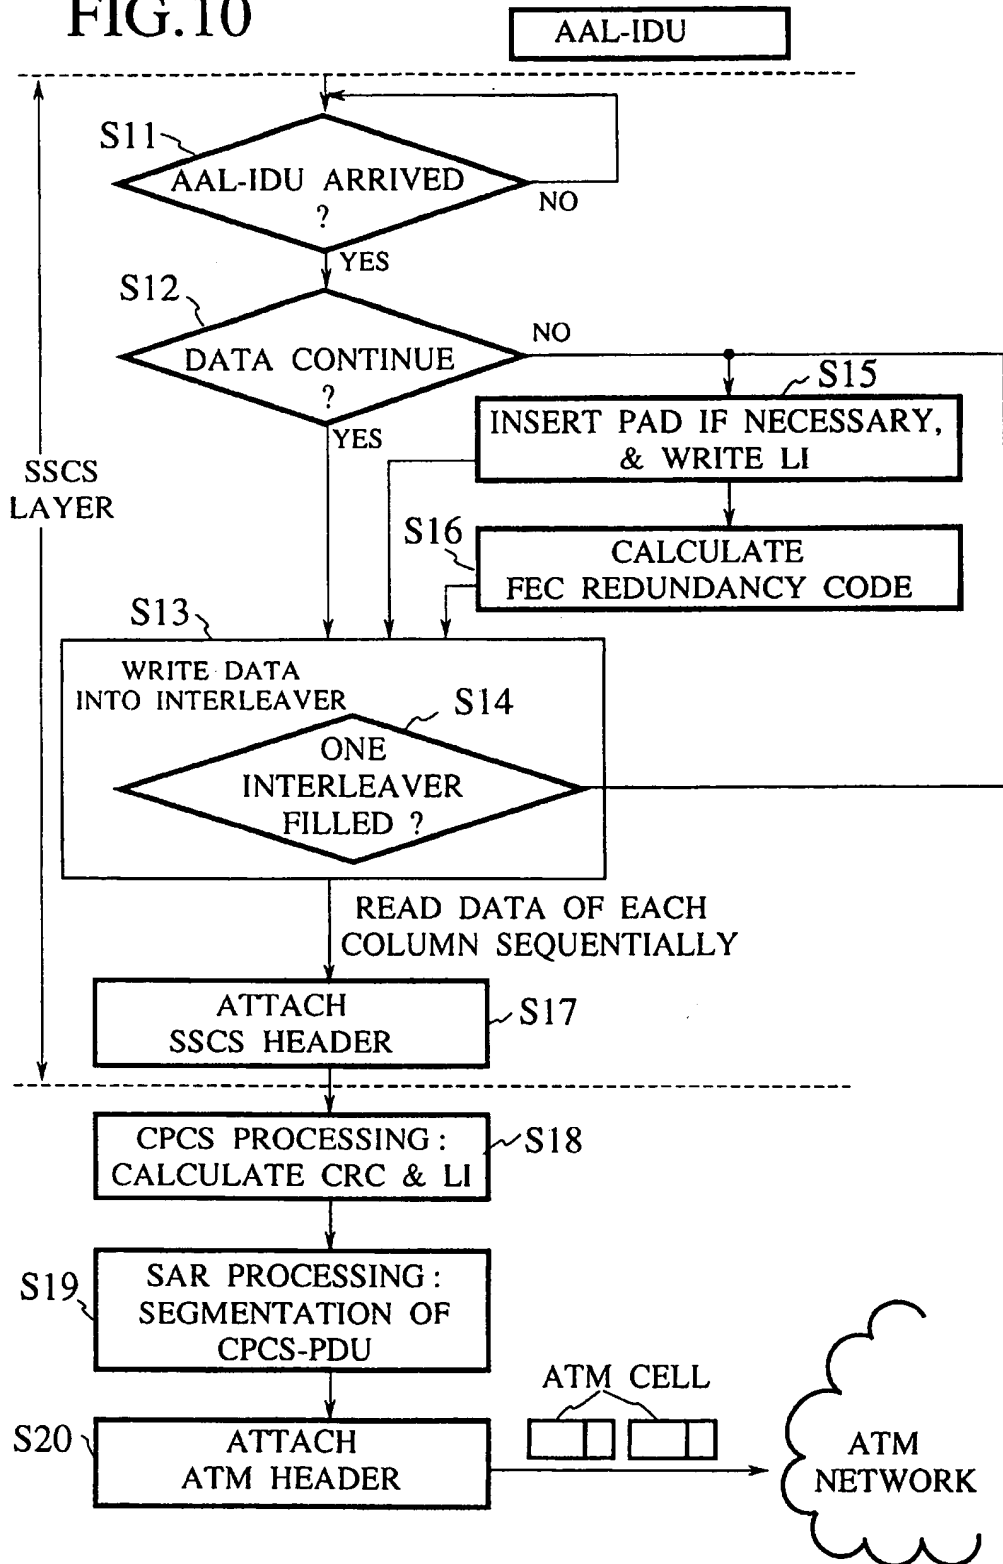 FIG.10
AAL-IDU
S11
AAL-IDU ARRIVED
?
NO
YES
S12
DATA CONTINUE
?
NO
YES
S15
INSERT PAD IF NECESSARY,
& WRITE LI
SSCS
LAYER
S16
CALCULATE
FEC REDUNDANCY CODE
S13
WRITE DATA
INTO INTERLEAVER
S14
ONE
INTERLEAVER
FILLED ?
READ DATA OF EACH
COLUMN SEQUENTIALLY
ATTACH
SSCS HEADER
S17
CPCS PROCESSING :
CALCULATE CRC & LI
S18
S19
SAR PROCESSING :
SEGMENTATION OF
CPCS-PDU
ATM CELL
S20
ATTACH
ATM HEADER
ATM
NETWORK